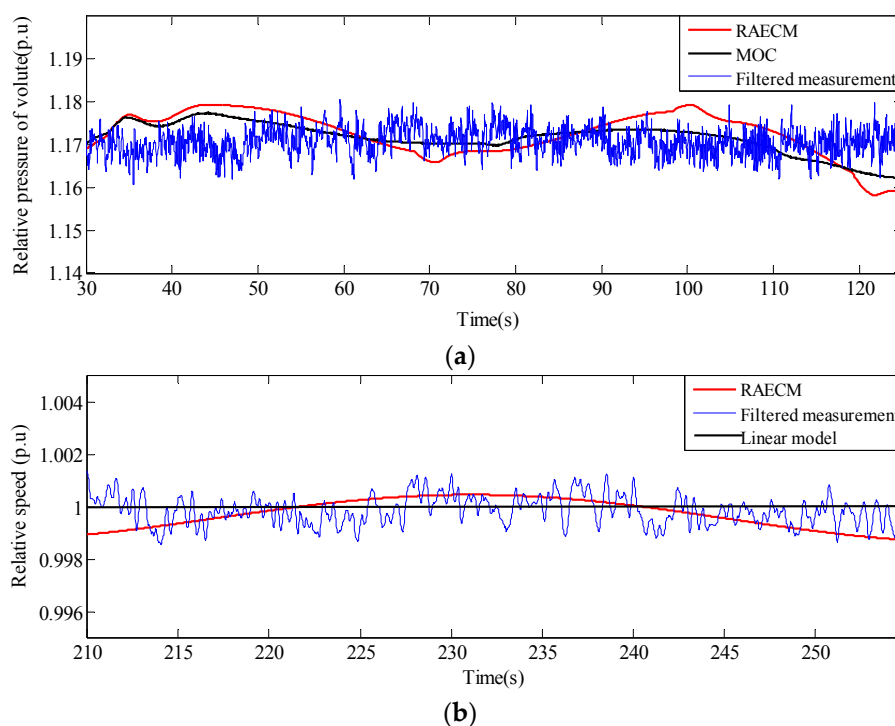 RAECM
MOC
Filtered measurement
Relative pressure of volute(p.u)
1.19
1.18
1.17
1.16
1.15
1.14
30 40 50 60 70 80 90 100 110 120
Time(s)
(a)
RAECM
Filtered measurement
Linear model
Relative speed (p.u)
1.004
1.002
1
0.998
0.996
210 215 220 225 230 235 240 245 250
Time(s)
(b)